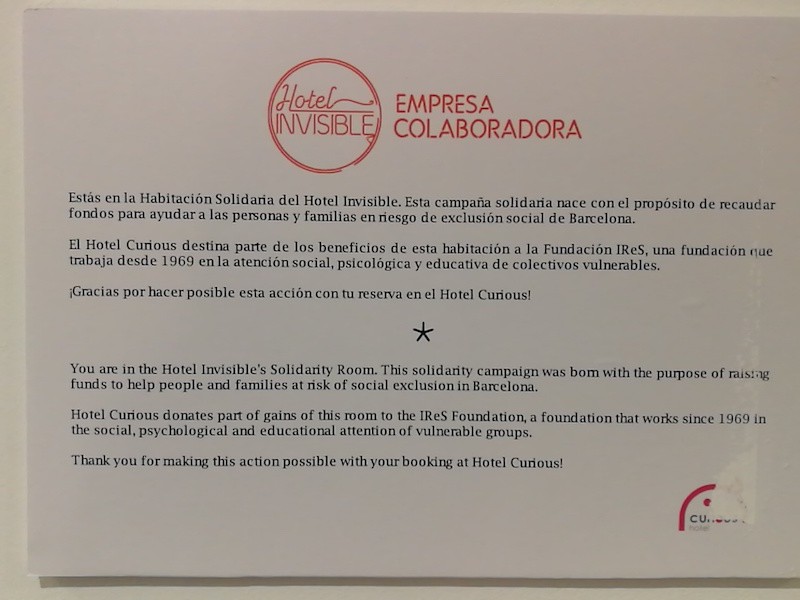 Hotel
INVISIBLE
EMPRESA
COLABORADORA
Estás en la Habitación Solidaria del Hotel Invisible. Esta campaña solidaria nace con el propósito de recaudar
fondos para ayudar a las personas y familias en riesgo de exclusión social de Barcelona.
El Hotel Curious destina parte de los beneficios de esta habitación a la Fundación IReS, una fundación que
trabaja desde 1969 en la atención social, psicológica y educativa de colectivos vulnerables.
¡Gracias por hacer posible esta acción con tu reserva en el Hotel Curious!
You are in the Hotel Invisible's Solidarity Room. This solidarity campaign was born with the purpose of raising
funds to help people and families at risk of social exclusion in Barcelona.
Hotel Curious donates part of gains of this room to the IReS Foundation, a foundation that works since 1969 in
the social, psychological and educational attention of vulnerable groups.
Thank you for making this action possible with your booking at Hotel Curious!
hotel